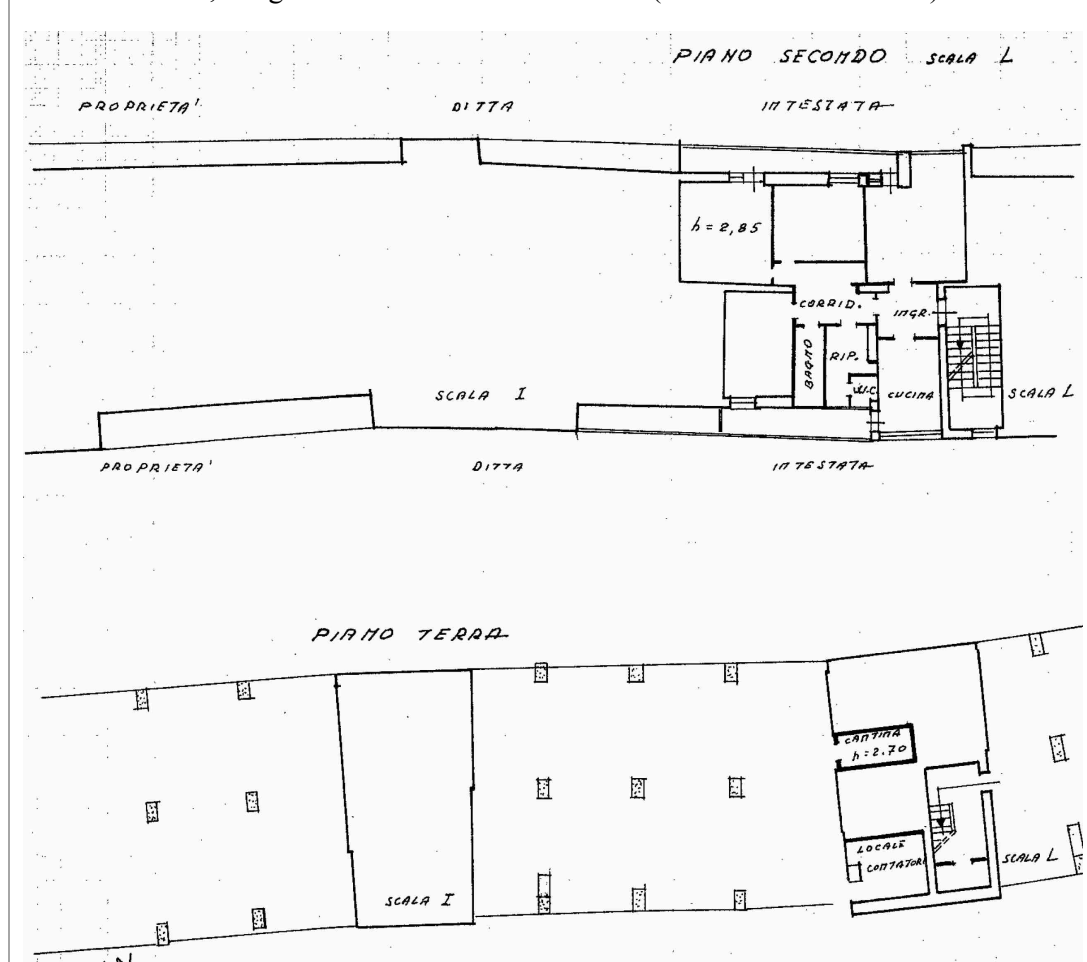 PIANO SECONDO SCALA L
PROPRIETA' DITTA INTESTATA
h = 2,85
CORRID.
INGR.
BAGNO
RIP.
W.C.
CUCINA
SCALA I
SCALA L
PROPRIETA' DITTA INTESTATA
PIANO TERRA
CANTINA
h = 2.70
LOCALE
CONTATORI
SCALA L
SCALA I